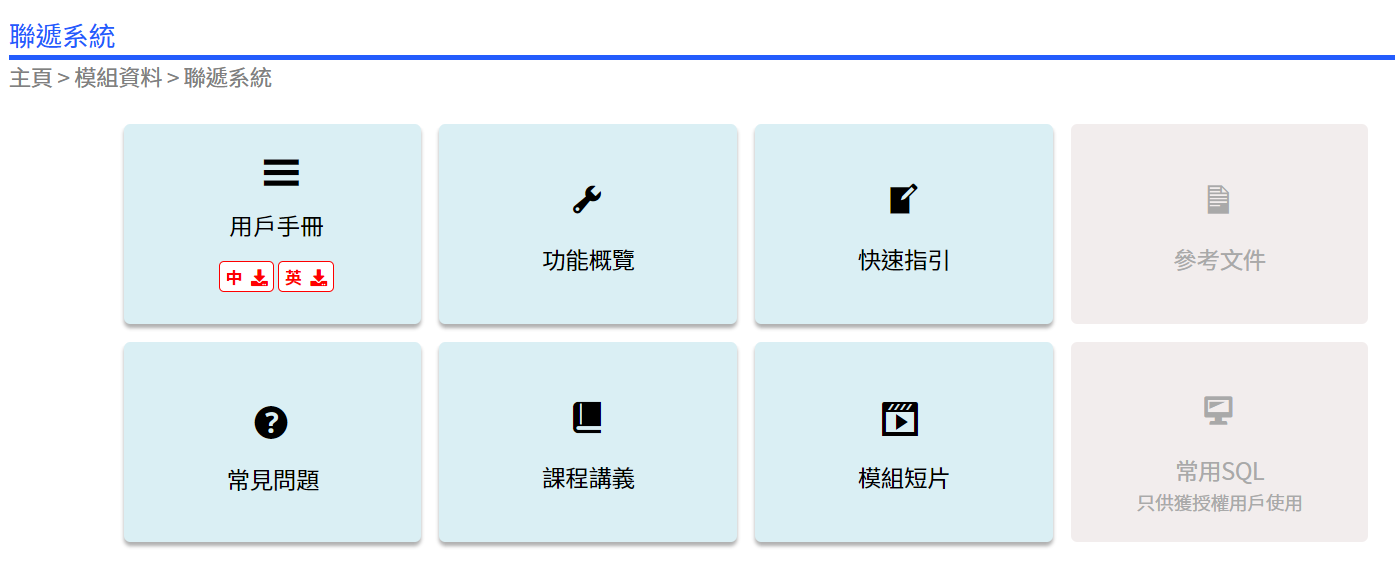 聯遞系統
主頁 > 模組資料 > 聯遞系統
用戶手冊
中 英
功能概覽
快速指引
參考文件
常見問題
課程講義
模組短片
常用SQL
只供獲授權用戶使用